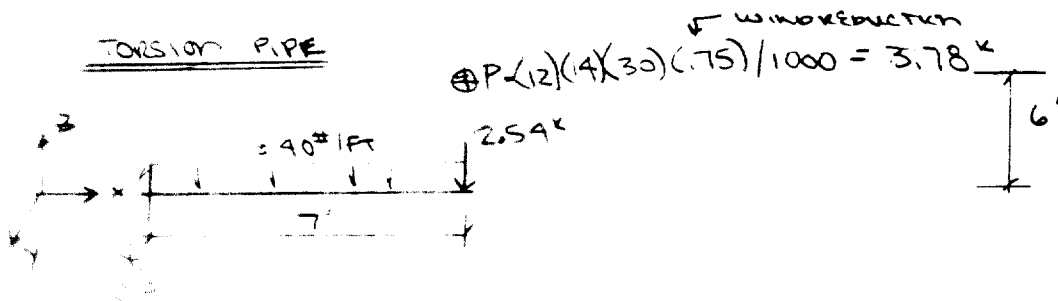 WIND REDUCTION
TORSION PIPE
⊕P=(12)(14)(30)(.75)/1000 = 3.78ᴷ
6'
Z
= 40#/FT
2.54ᴷ
X
7'
Y